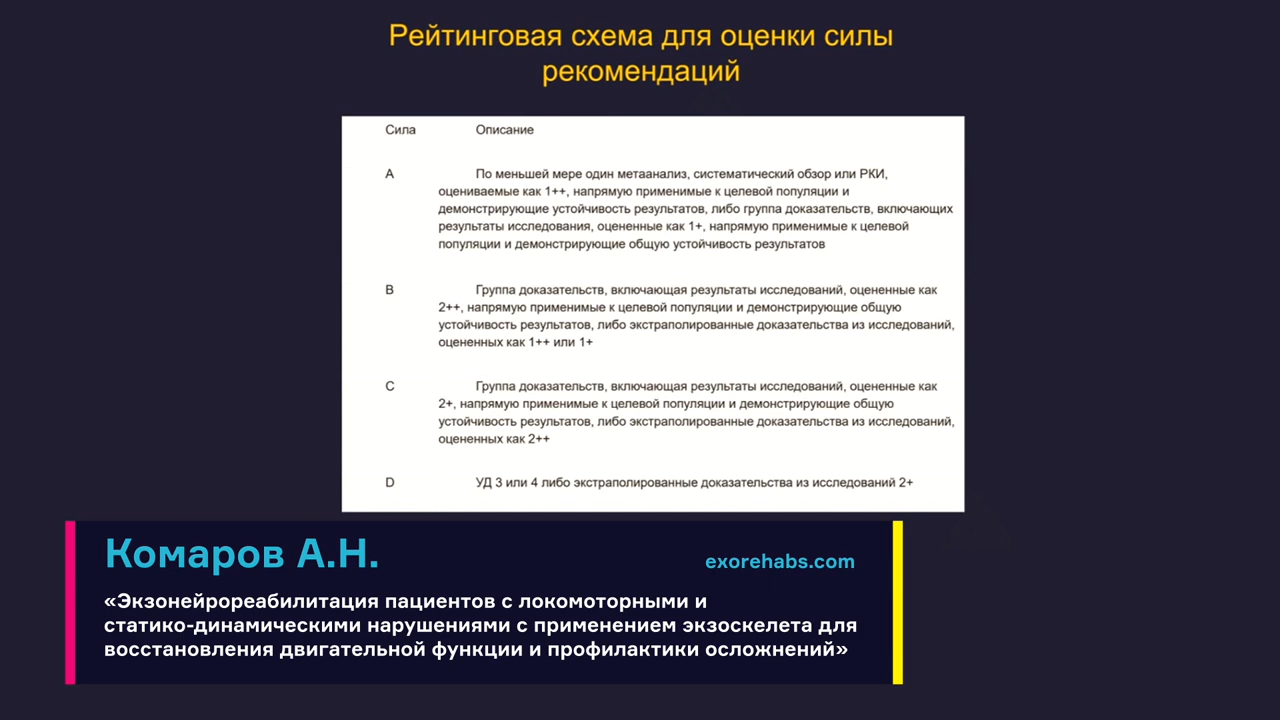 Рейтинговая схема для оценки силы
рекомендаций
Сила Описание
A По меньшей мере один метаанализ, систематический обзор или РКИ,
оцениваемые как 1++, напрямую применимые к целевой популяции и
демонстрирующие устойчивость результатов, либо группа доказательств, включающих
результаты исследования, оцененные как 1+, напрямую применимые к целевой
популяции и демонстрирующие общую устойчивость результатов
B Группа доказательств, включающая результаты исследований, оцененные как
2++, напрямую применимые к целевой популяции и демонстрирующие общую
устойчивость результатов, либо экстраполированные доказательства из исследований,
оцененных как 1++ или 1+
C Группа доказательств, включающая результаты исследований, оцененные как
2+, напрямую применимые к целевой популяции и демонстрирующие общую
устойчивость результатов, либо экстраполированные доказательства из исследований,
оцененных как 2++
D УД 3 или 4 либо экстраполированные доказательства из исследований 2+
Комаров А.Н. exorehabs.com
«Экзонейрореабилитация пациентов с локомоторными и
статико-динамическими нарушениями с применением экзоскелета для
восстановления двигательной функции и профилактики осложнений»